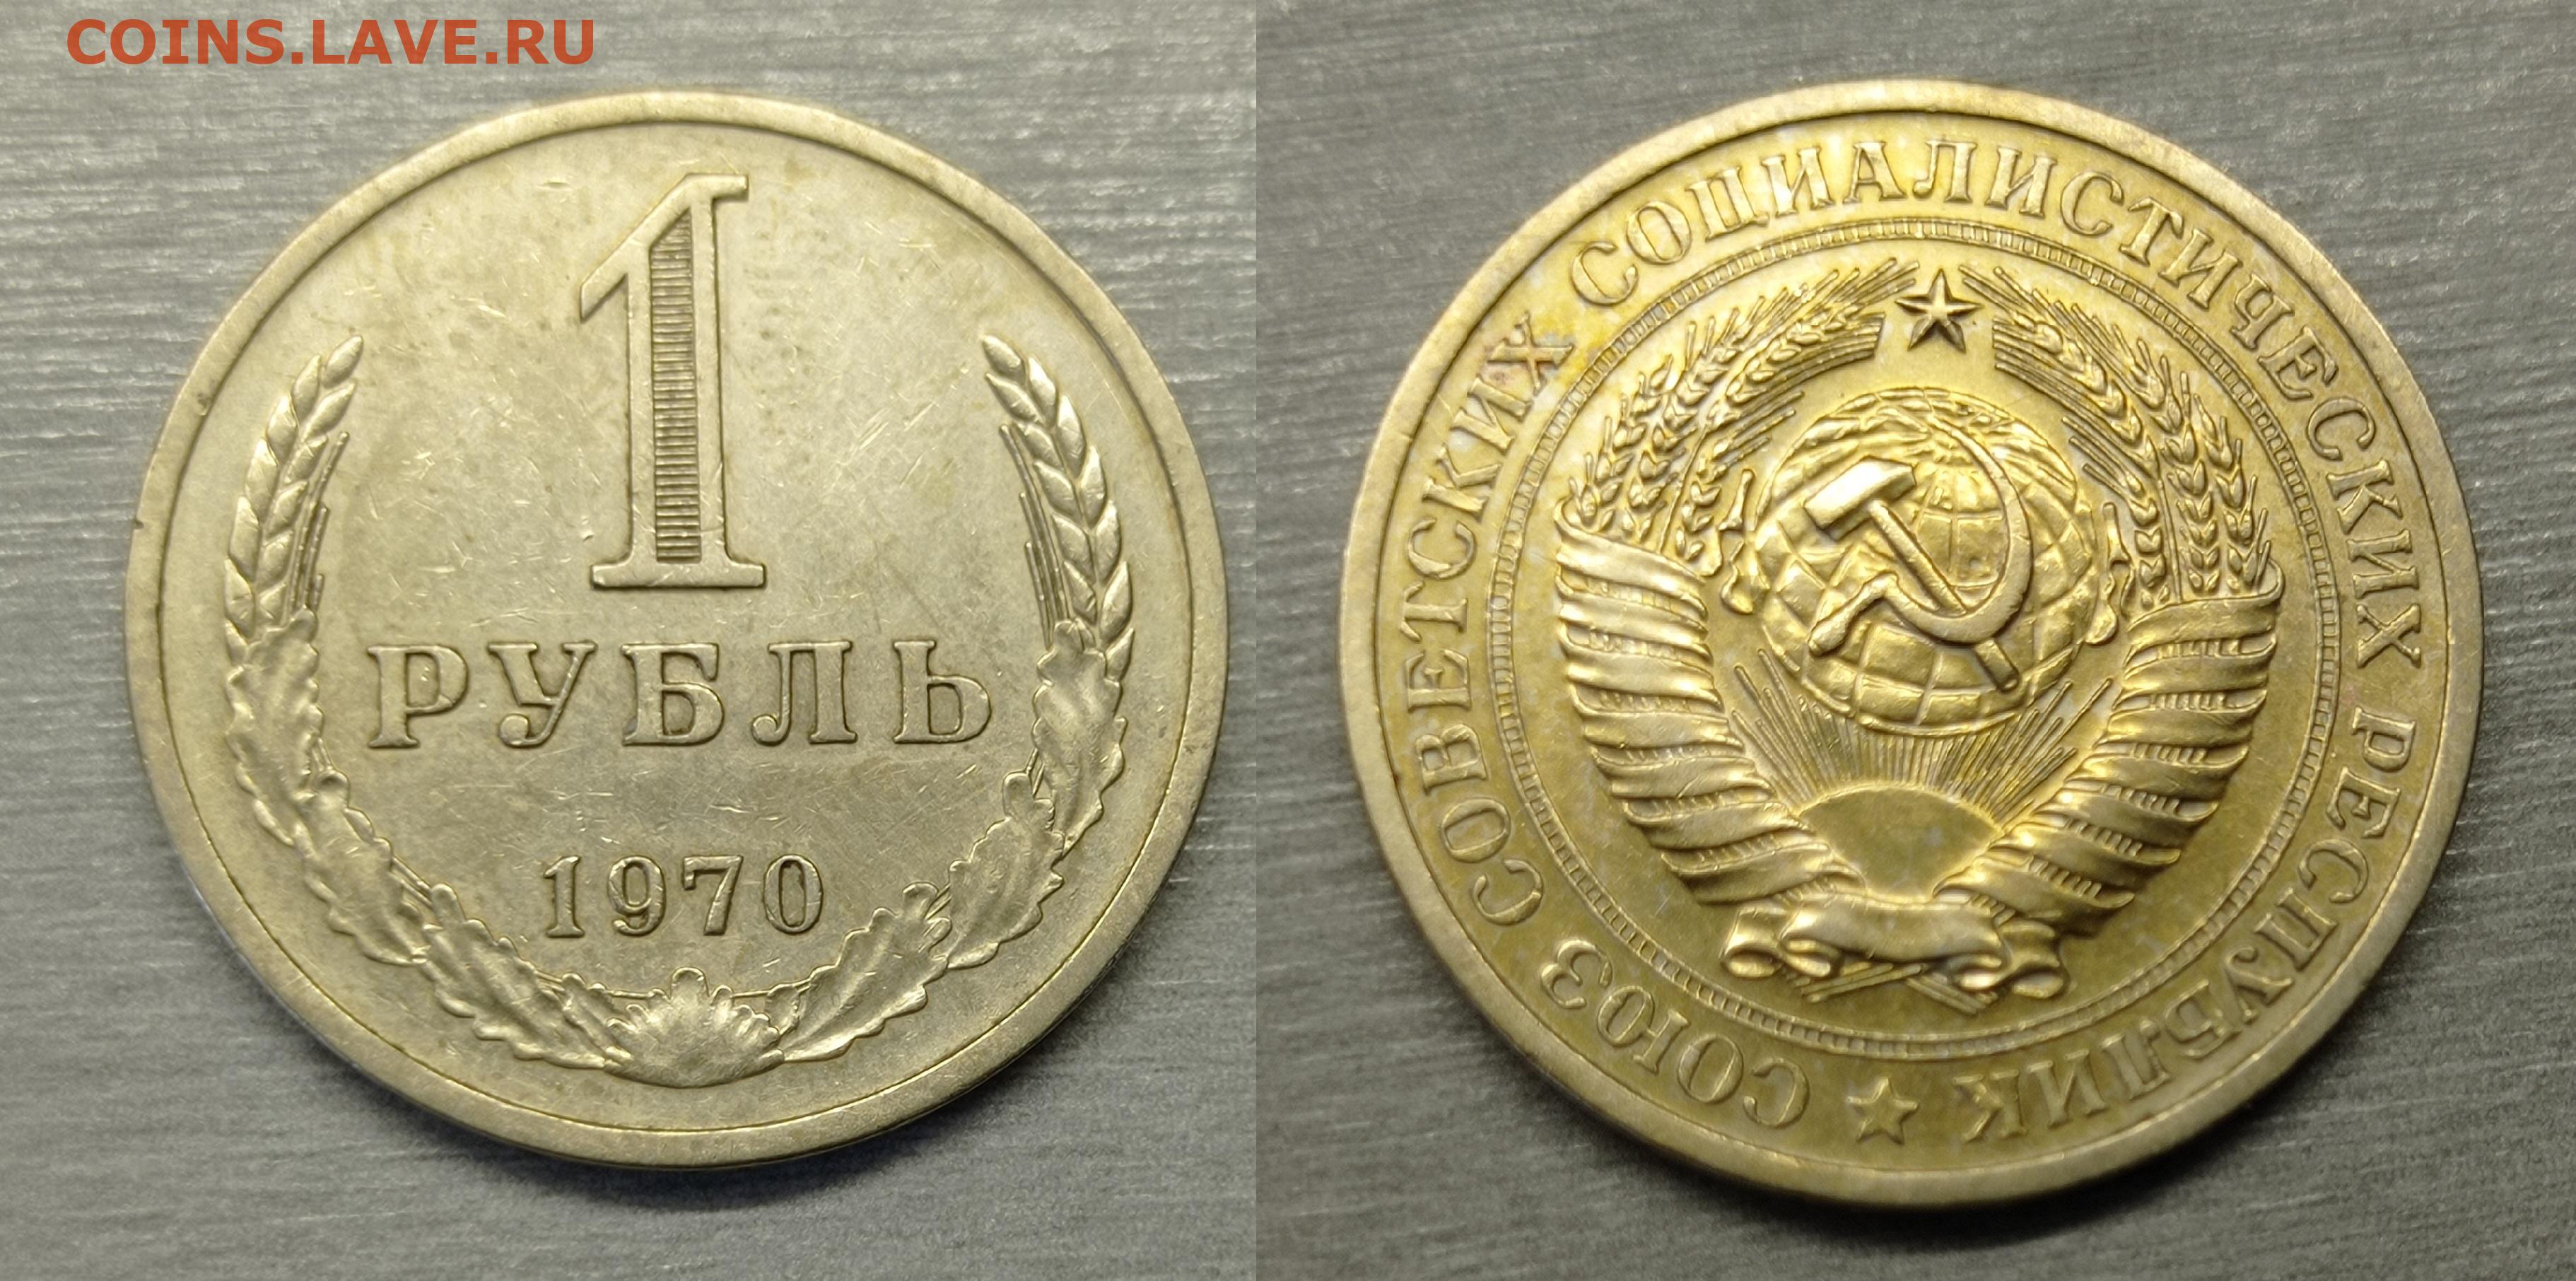 COINS.LAVE.RU
1
РУБЛЬ
1970
СОЮЗ СОВЕТСКИХ СОЦИАЛИСТИЧЕСКИХ РЕСПУБЛИК